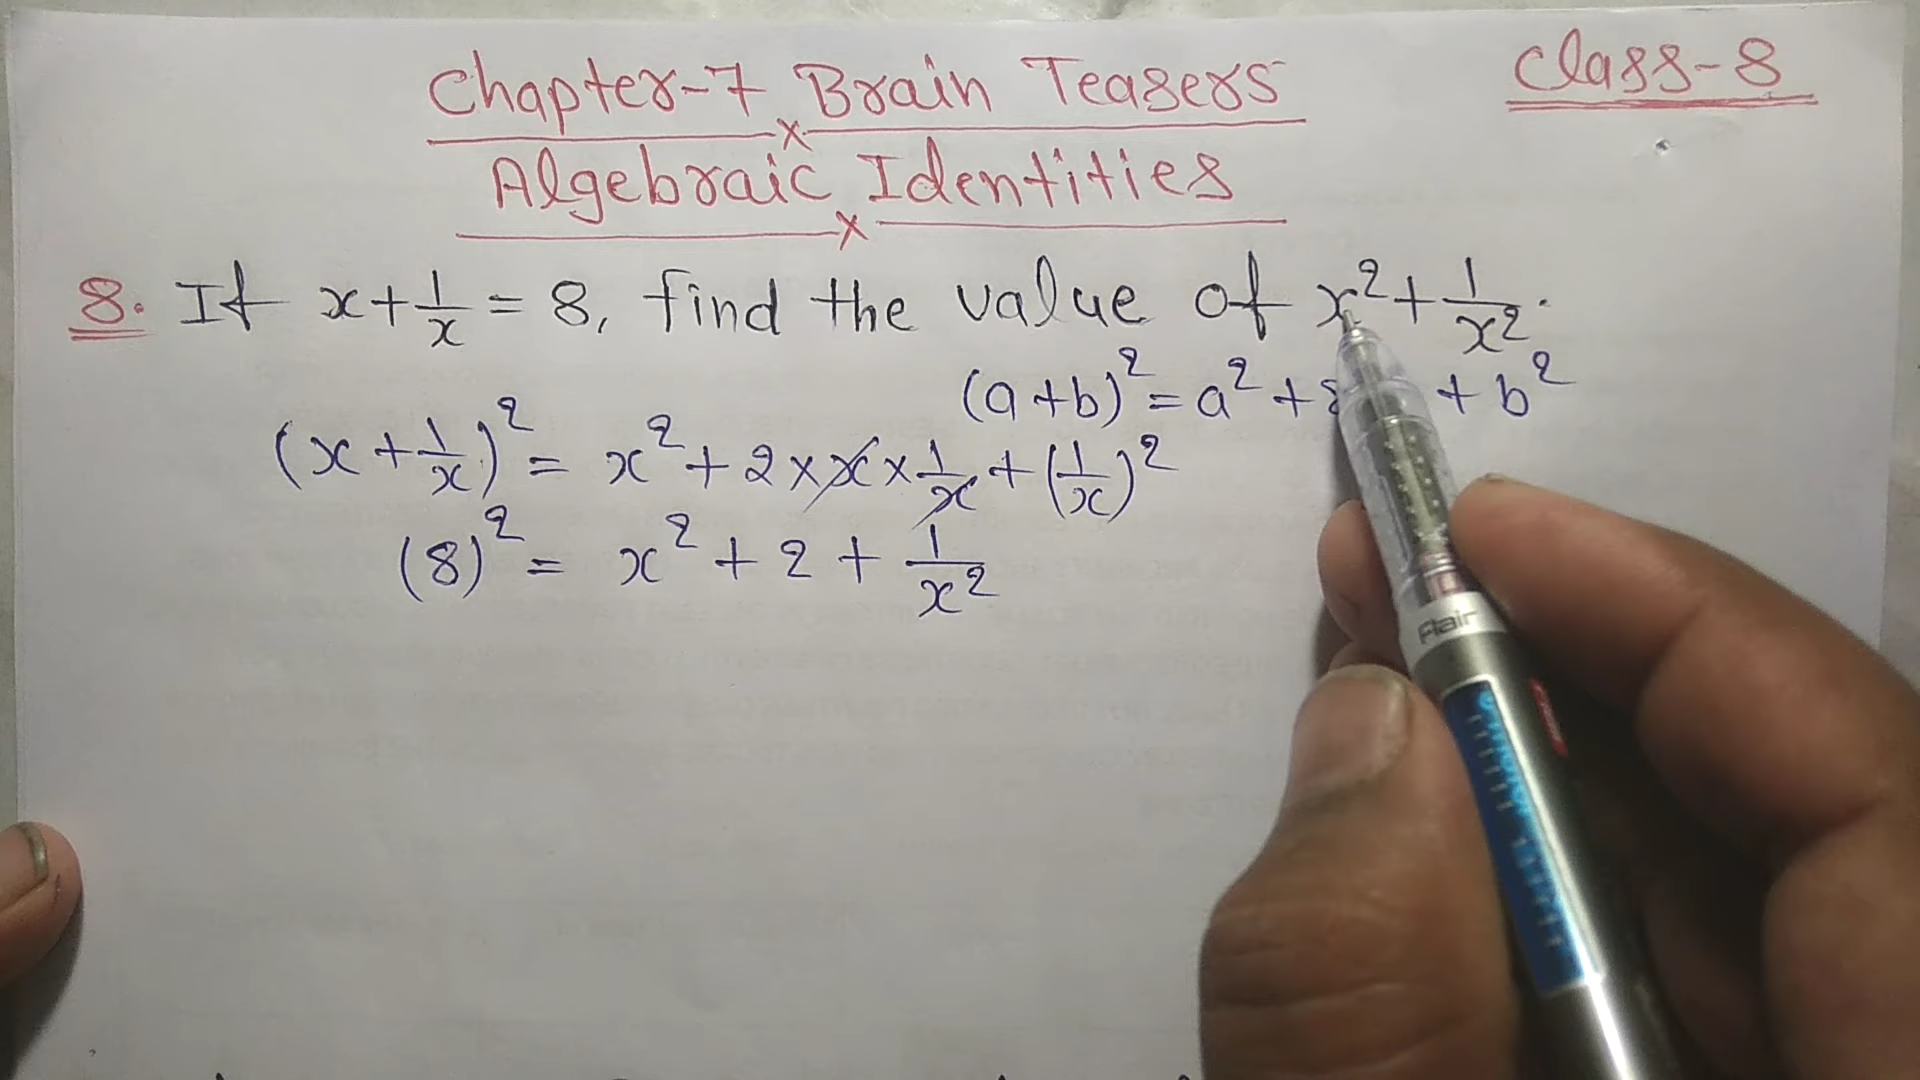 Chapter-7 Brain Teasers
Class-8
Algebraic Identities
8. If x + 1/x = 8, find the value of x² + 1/x².
(a+b)² = a² + 2 + b²
(x + 1/x)² = x² + 2 × x × 1/x + (1/x)²
(8)² = x² + 2 + 1/x²
Flair